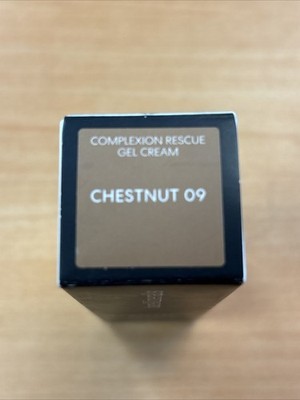 COMPLEXION RESCUE
GEL CREAM
CHESTNUT 09